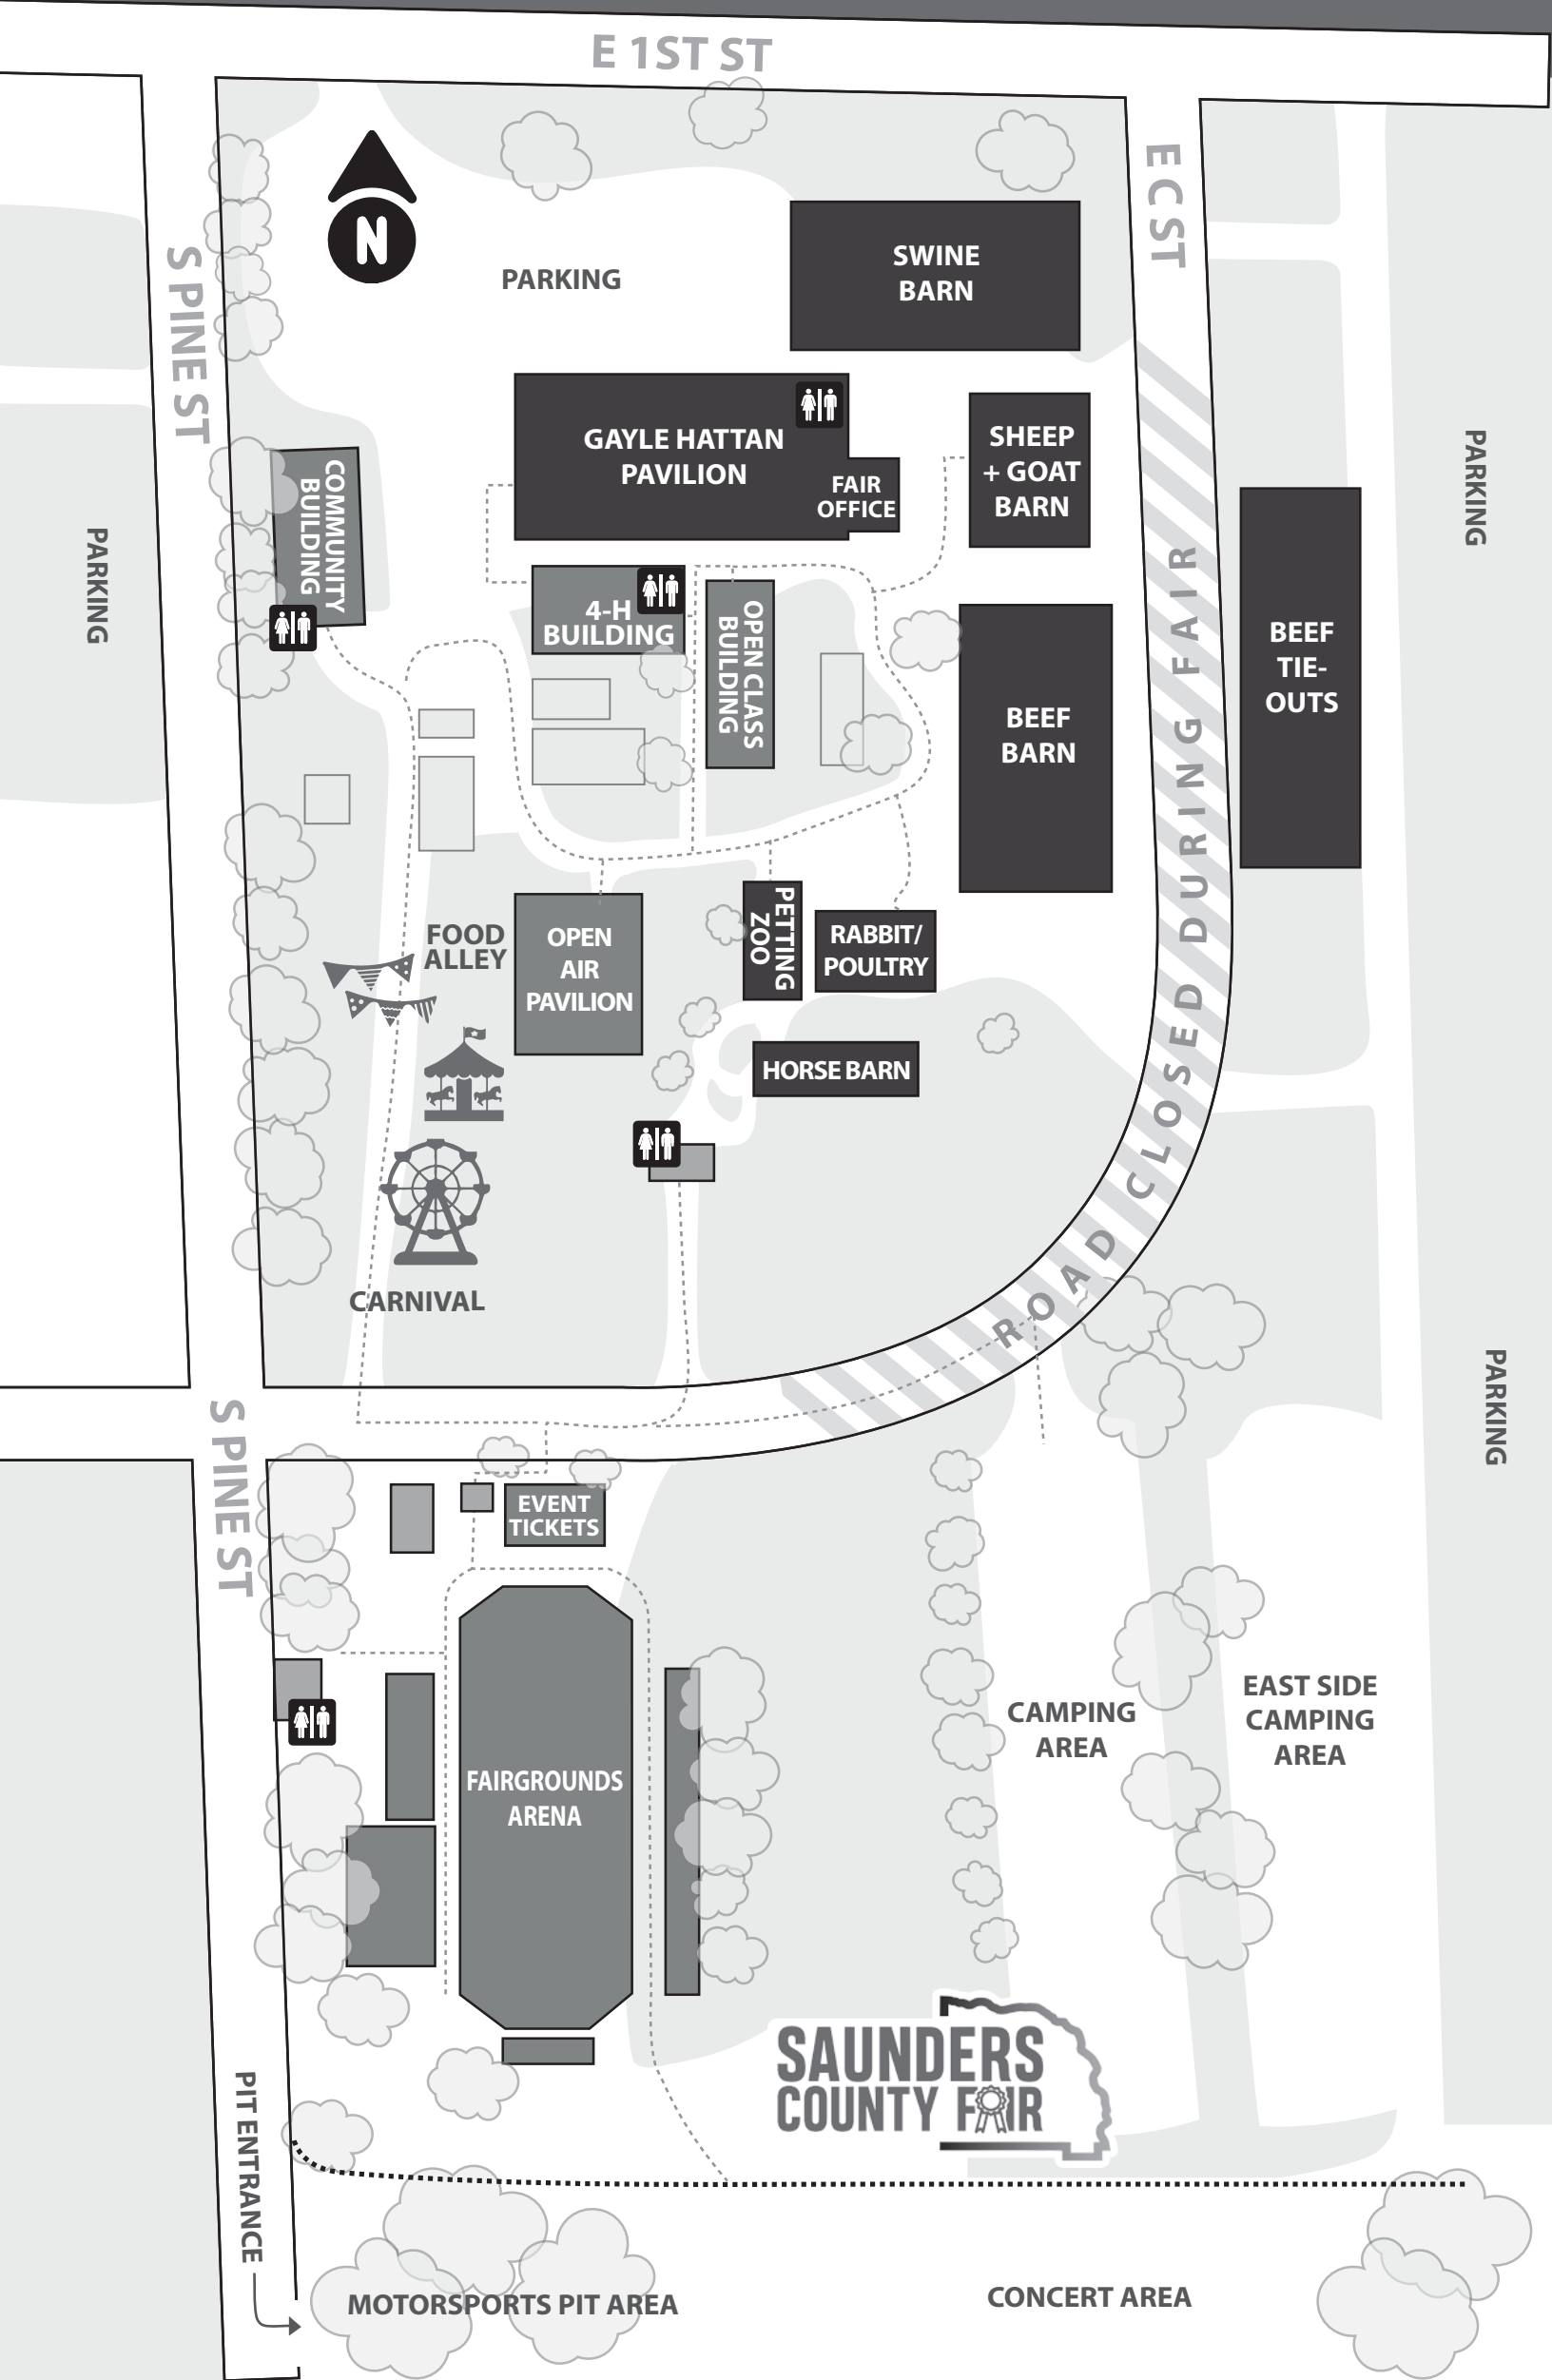 E 1ST ST
E C ST
N
S PINE ST
PARKING
SWINE
BARN
GAYLE HATTAN
PAVILION
FAIR
OFFICE
SHEEP
+ GOAT
BARN
PARKING
COMMUNITY
BUILDING
PARKING
4-H
BUILDING
OPEN CLASS
BUILDING
BEEF
BARN
BEEF
TIE-
OUTS
ROAD CLOSED DURING FAIR
FOOD
ALLEY
OPEN
AIR
PAVILION
PETTING
ZOO
RABBIT/
POULTRY
HORSE BARN
CARNIVAL
PARKING
S PINE ST
EVENT
TICKETS
FAIRGROUNDS
ARENA
CAMPING
AREA
EAST SIDE
CAMPING
AREA
SAUNDERS
COUNTY FAIR
PIT ENTRANCE
MOTORSPORTS PIT AREA
CONCERT AREA